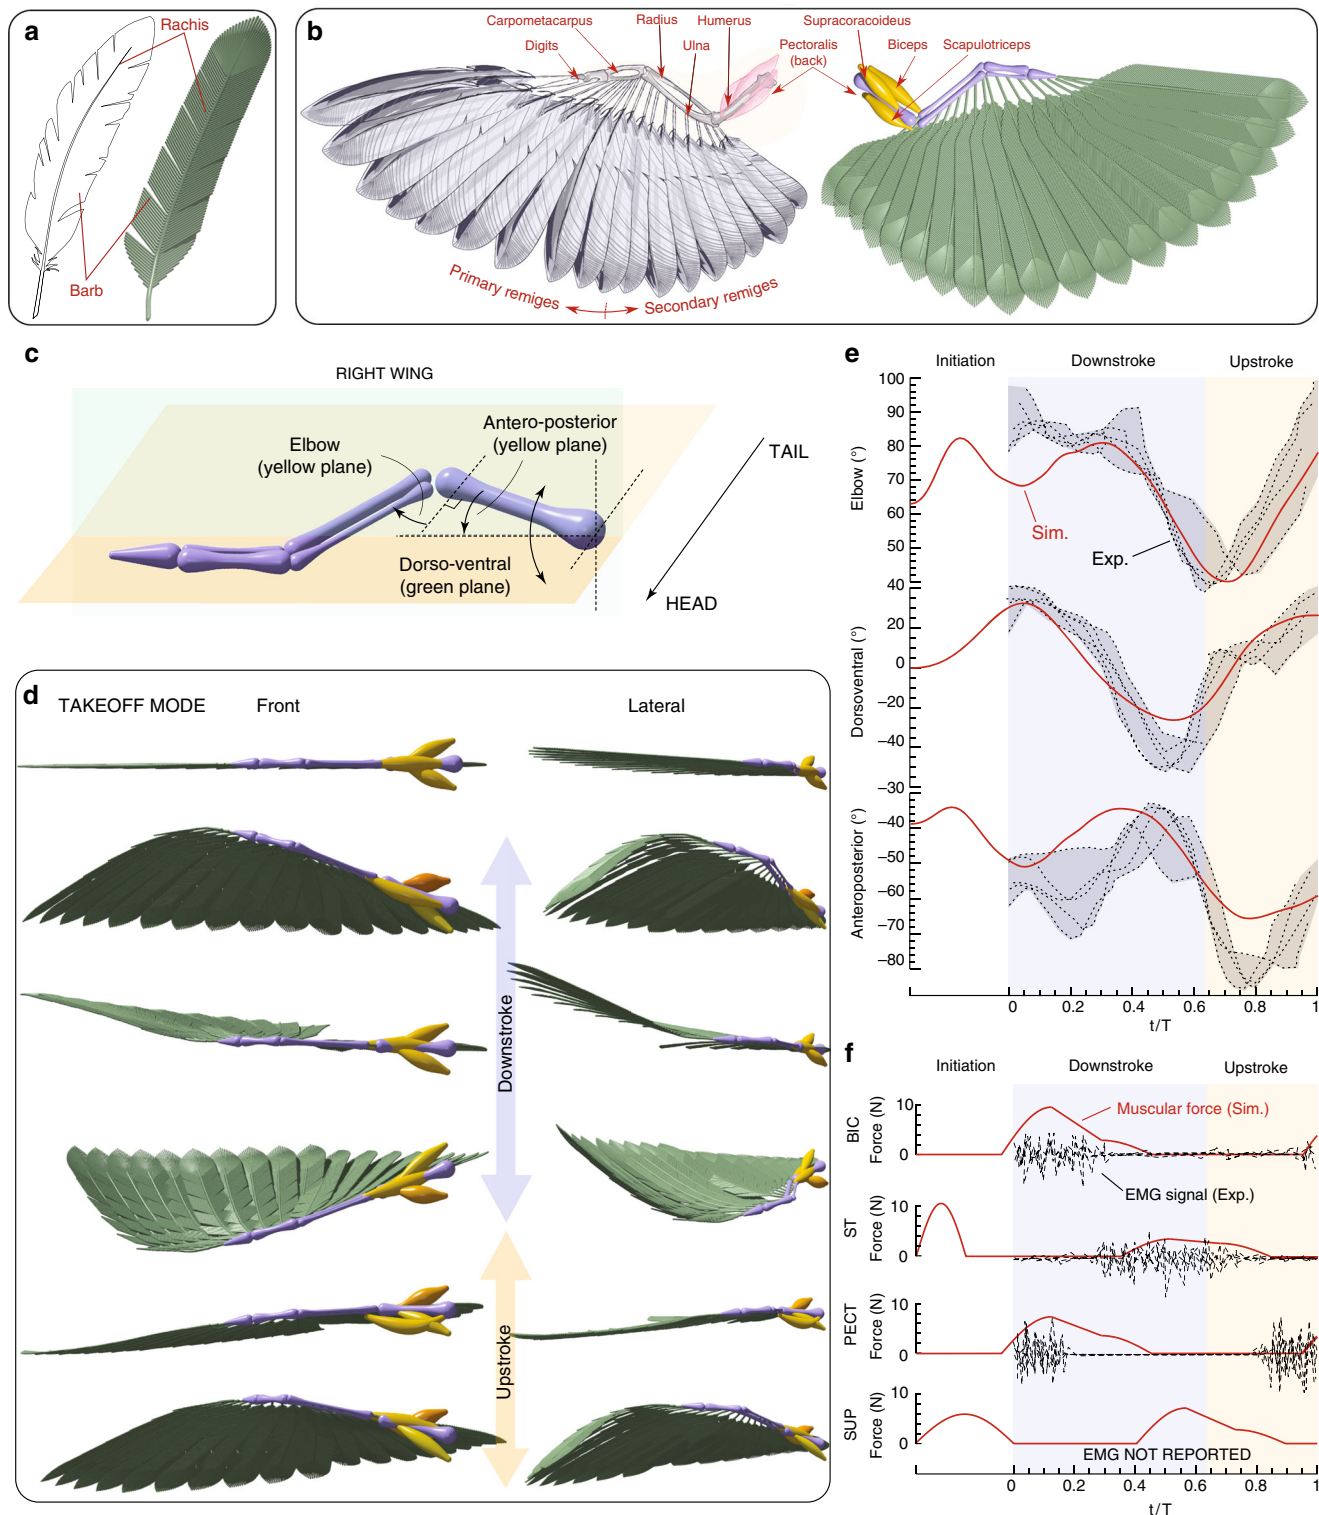 a
Rachis
Barb
b
Carpometacarpus
Radius
Humerus
Supracoracoideus
Digits
Ulna
Pectoralis
(back)
Biceps
Scapulotriceps
Primary remiges
Secondary remiges
c
RIGHT WING
Elbow
(yellow plane)
Antero-posterior
(yellow plane)
Dorso-ventral
(green plane)
TAIL
HEAD
d
TAKEOFF MODE
Front
Lateral
Downstroke
Upstroke
e
Initiation
Downstroke
Upstroke
Elbow (°)
100
90
80
70
60
50
40
Sim.
Exp.
Dorsoventral (°)
20
0
–20
–40
–30
Anteroposterior (°)
–40
–50
–60
–70
–80
0 0.2 0.4 0.6 0.8 1
t/T
f
Initiation
Downstroke
Upstroke
BIC
Force (N)
10
0
Muscular force (Sim.)
EMG signal (Exp.)
ST
Force (N)
10
0
PECT
Force (N)
10
0
SUP
Force (N)
10
0
EMG NOT REPORTED
0 0.2 0.4 0.6 0.8 1
t/T